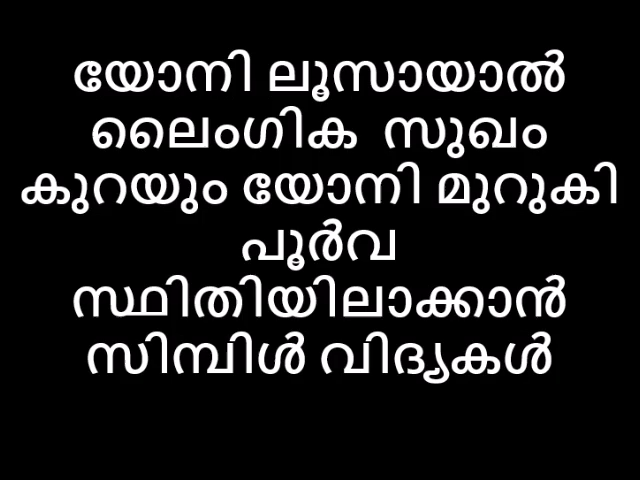 യോനി ലൂസായാൽ
ലൈംഗിക സുഖം
കുറയും യോനി മുറുകി
പൂർവ
സ്ഥിതിയിലാക്കാൻ
സിമ്പിൾ വിദ്യകൾ